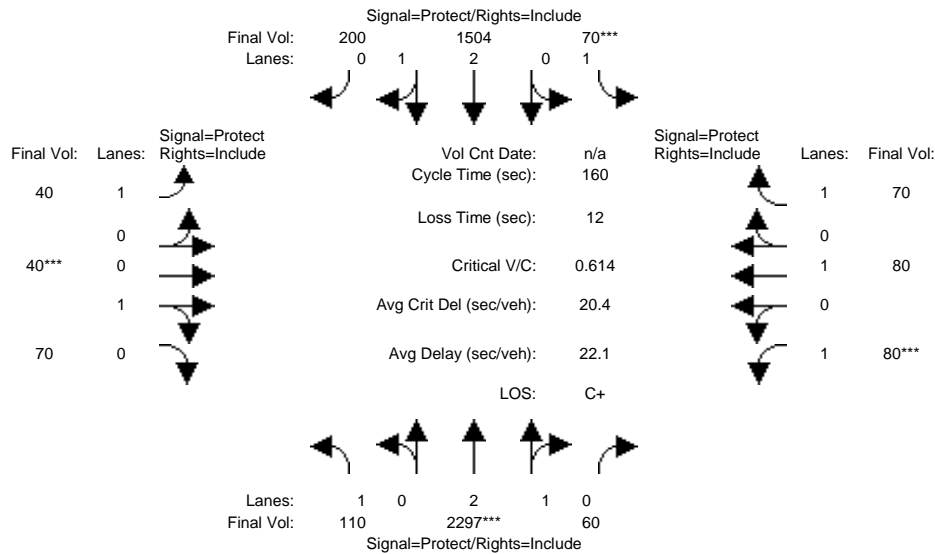 Signal=Protect/Rights=Include
Final Vol: 200 1504 70***
Lanes: 0 1 2 0 1
Signal=Protect
Rights=Include
Final Vol: Lanes:
Vol Cnt Date: n/a
Signal=Protect
Rights=Include
Lanes: Final Vol:
Cycle Time (sec): 160
40 1
1 70
Loss Time (sec): 12
0
0
40*** 0
Critical V/C: 0.614
1 80
1
Avg Crit Del (sec/veh): 20.4
0
70 0
Avg Delay (sec/veh): 22.1
1 80***
LOS: C+
Lanes: 1 0 2 1 0
Final Vol: 110 2297*** 60
Signal=Protect/Rights=Include